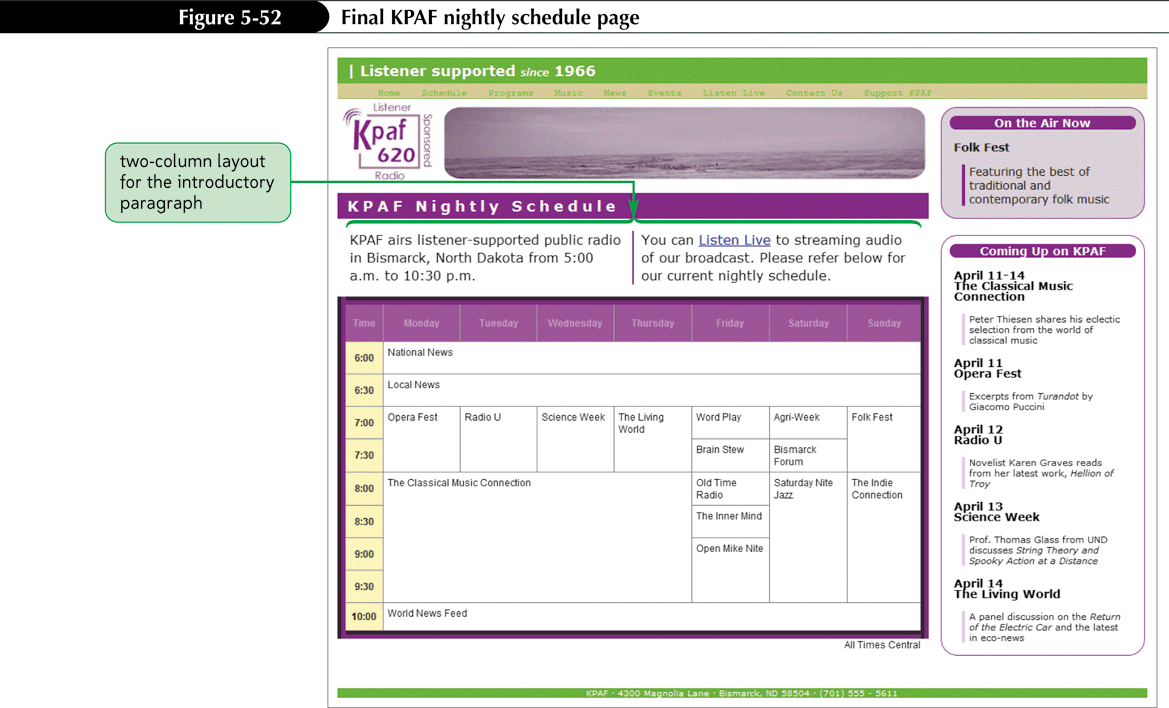 Figure 5-52
Final KPAF nightly schedule page
two-column layout
for the introductory
paragraph
| Listener supported since 1966
Home Schedule Programs Music News Events Listen Live Contact Us Support KPAF
Listener
Kpaf
620
Sponsored
Radio
KPAF Nightly Schedule
KPAF airs listener-supported public radio
in Bismarck, North Dakota from 5:00
a.m. to 10:30 p.m.
You can Listen Live to streaming audio
of our broadcast. Please refer below for
our current nightly schedule.
Time Monday Tuesday Wednesday Thursday Friday Saturday Sunday
6:00 National News
6:30 Local News
7:00 Opera Fest Radio U Science Week The Living Word Play Agri-Week Folk Fest
World
7:30 Brain Stew Bismarck
Forum
8:00 The Classical Music Connection Old Time Saturday Nite The Indie
Radio Jazz Connection
8:30 The Inner Mind
9:00 Open Mike Nite
9:30
10:00 World News Feed
All Times Central
On the Air Now
Folk Fest
Featuring the best of
traditional and
contemporary folk music
Coming Up on KPAF
April 11-14
The Classical Music
Connection
Peter Thiesen shares his eclectic
selection from the world of
classical music
April 11
Opera Fest
Excerpts from Turandot by
Giacomo Puccini
April 12
Radio U
Novelist Karen Graves reads
from her latest work, Hellion of
Troy
April 13
Science Week
Prof. Thomas Glass from UND
discusses String Theory and
Spooky Action at a Distance
April 14
The Living World
A panel discussion on the Return
of the Electric Car and the latest
in eco-news
KPAF · 4300 Magnolia Lane · Bismarck, ND 58504 · (701) 555 - 5611